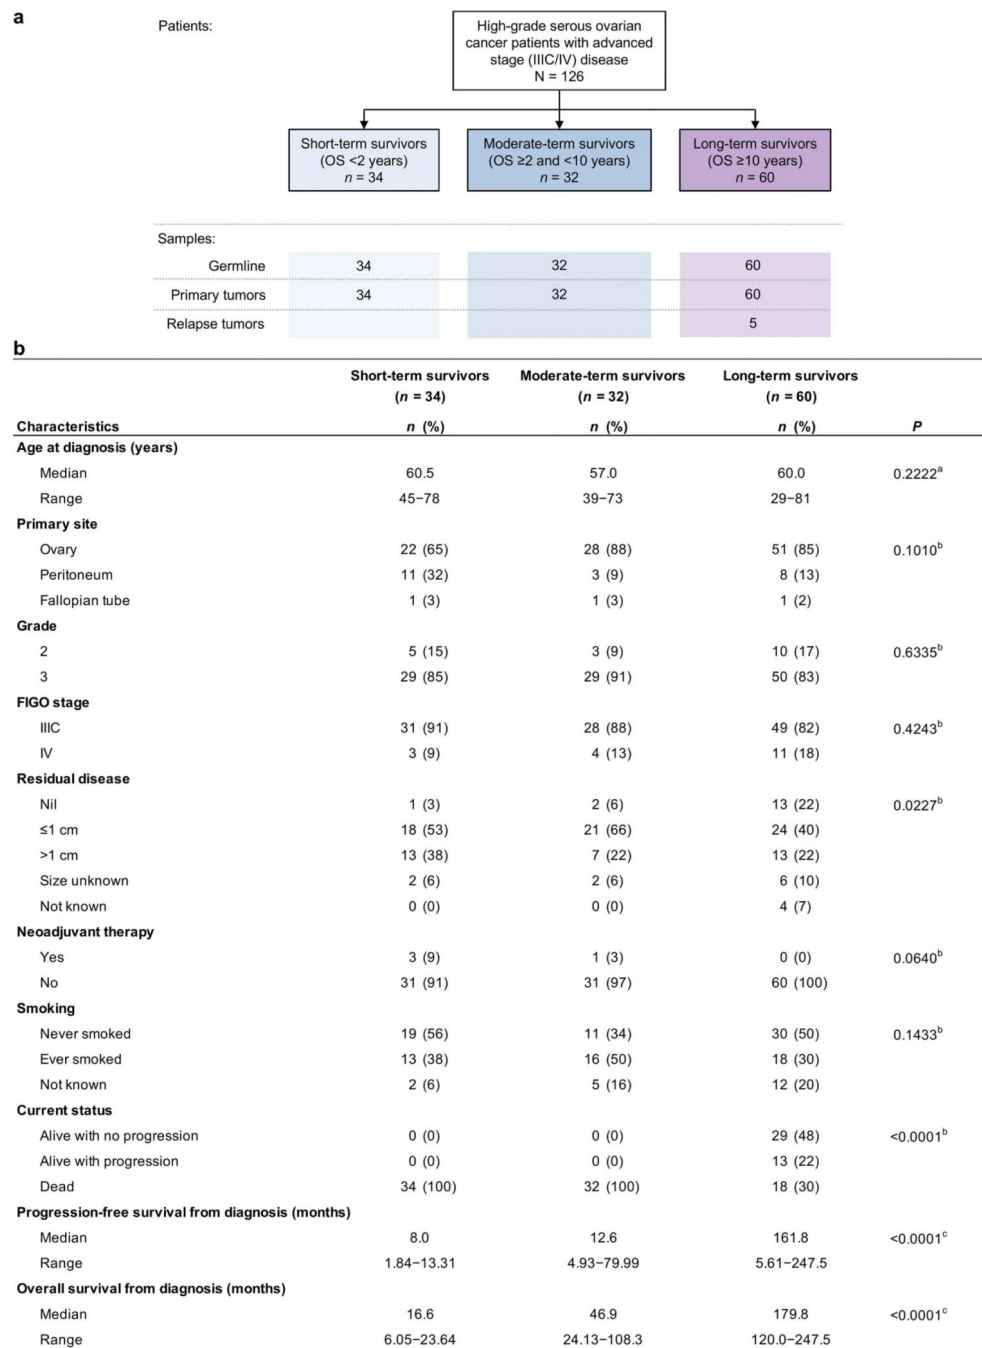 a
Patients:
High-grade serous ovarian
cancer patients with advanced
stage (IIIC/IV) disease
N = 126
Short-term survivors
(OS <2 years)
n = 34
Moderate-term survivors
(OS ≥2 and <10 years)
n = 32
Long-term survivors
(OS ≥10 years)
n = 60
Samples:
Germline 34 32 60
Primary tumors 34 32 60
Relapse tumors 5
b
Short-term survivors Moderate-term survivors Long-term survivors
(n = 34) (n = 32) (n = 60)
Characteristics n (%) n (%) n (%) P
Age at diagnosis (years)
Median 60.5 57.0 60.0 0.2222a
Range 45–78 39–73 29–81
Primary site
Ovary 22 (65) 28 (88) 51 (85) 0.1010b
Peritoneum 11 (32) 3 (9) 8 (13)
Fallopian tube 1 (3) 1 (3) 1 (2)
Grade
2 5 (15) 3 (9) 10 (17) 0.6335b
3 29 (85) 29 (91) 50 (83)
FIGO stage
IIIC 31 (91) 28 (88) 49 (82) 0.4243b
IV 3 (9) 4 (13) 11 (18)
Residual disease
Nil 1 (3) 2 (6) 13 (22) 0.0227b
≤1 cm 18 (53) 21 (66) 24 (40)
>1 cm 13 (38) 7 (22) 13 (22)
Size unknown 2 (6) 2 (6) 6 (10)
Not known 0 (0) 0 (0) 4 (7)
Neoadjuvant therapy
Yes 3 (9) 1 (3) 0 (0) 0.0640b
No 31 (91) 31 (97) 60 (100)
Smoking
Never smoked 19 (56) 11 (34) 30 (50) 0.1433b
Ever smoked 13 (38) 16 (50) 18 (30)
Not known 2 (6) 5 (16) 12 (20)
Current status
Alive with no progression 0 (0) 0 (0) 29 (48) <0.0001b
Alive with progression 0 (0) 0 (0) 13 (22)
Dead 34 (100) 32 (100) 18 (30)
Progression-free survival from diagnosis (months)
Median 8.0 12.6 161.8 <0.0001c
Range 1.84–13.31 4.93–79.99 5.61–247.5
Overall survival from diagnosis (months)
Median 16.6 46.9 179.8 <0.0001c
Range 6.05–23.64 24.13–108.3 120.0–247.5